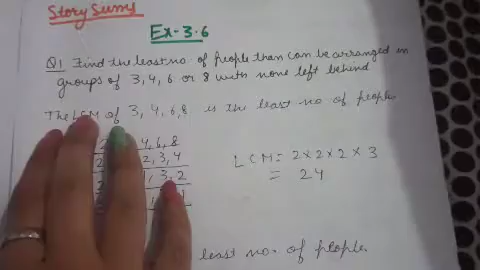 Story Sums
Ex-3.6
Q1 Find the least no of people than can be arranged in
groups of 3, 4, 6 or 8 with none left behind
The LCM of 3, 4, 6, 8 is the least no. of people
2 4, 6, 8
2, 3, 4
1, 3, 2
LCM = 2 × 2 × 2 × 3
= 24
least no. of people.